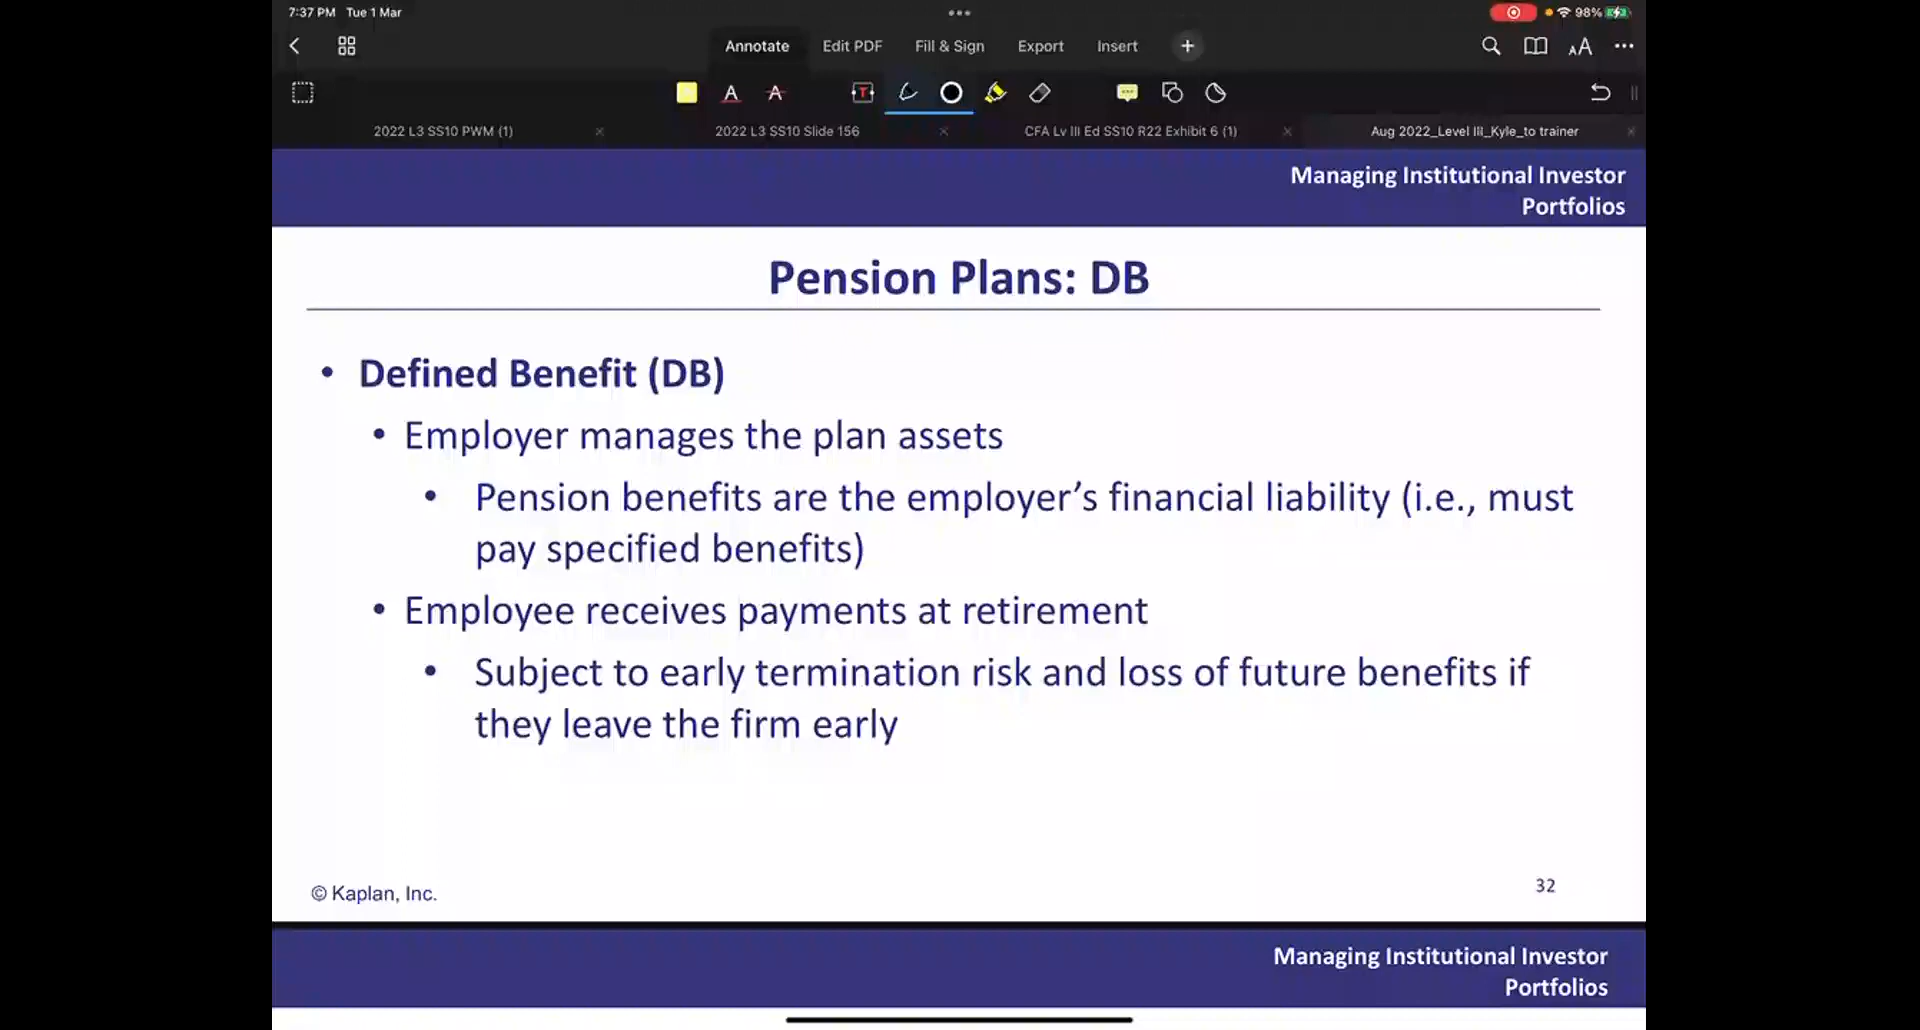 7:37 PM Tue 1 Mar
98%
Annotate Edit PDF Fill & Sign Export Insert
2022 L3 SS10 PWM (1) 2022 L3 SS10 Slide 156 CFA Lv III Ed SS10 R22 Exhibit 6 (1) Aug 2022_Level III_Kyle_to trainer
Managing Institutional Investor
Portfolios
Pension Plans: DB
• Defined Benefit (DB)
• Employer manages the plan assets
• Pension benefits are the employer’s financial liability (i.e., must
pay specified benefits)
• Employee receives payments at retirement
• Subject to early termination risk and loss of future benefits if
they leave the firm early
© Kaplan, Inc.
32
Managing Institutional Investor
Portfolios